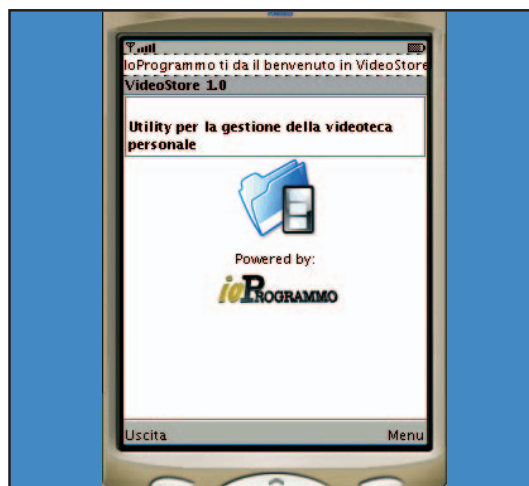 IoProgrammo ti da il benvenuto in VideoStore
VideoStore 1.0
Utility per la gestione della videoteca
personale
Powered by:
ioProgrammo
Uscita
Menu